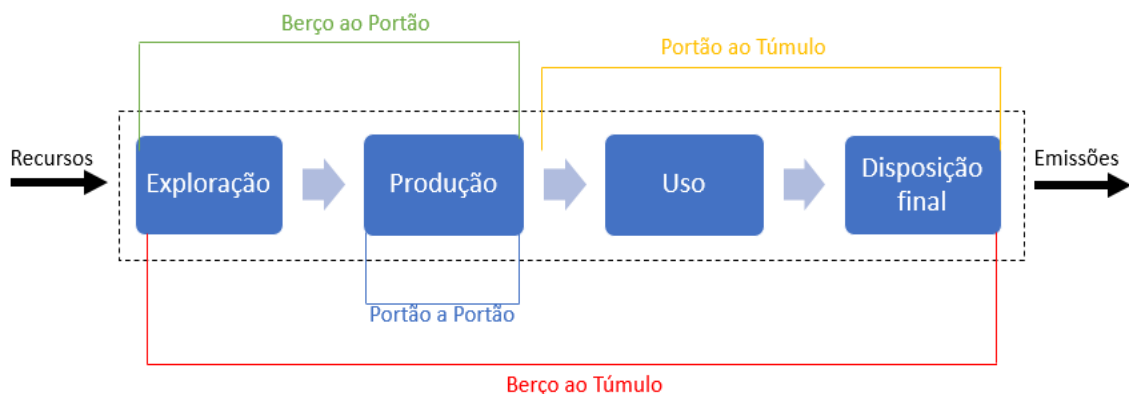 Berço ao Portão
Portão ao Túmulo
Recursos
Exploração
Produção
Uso
Disposição
final
Emissões
Portão a Portão
Berço ao Túmulo